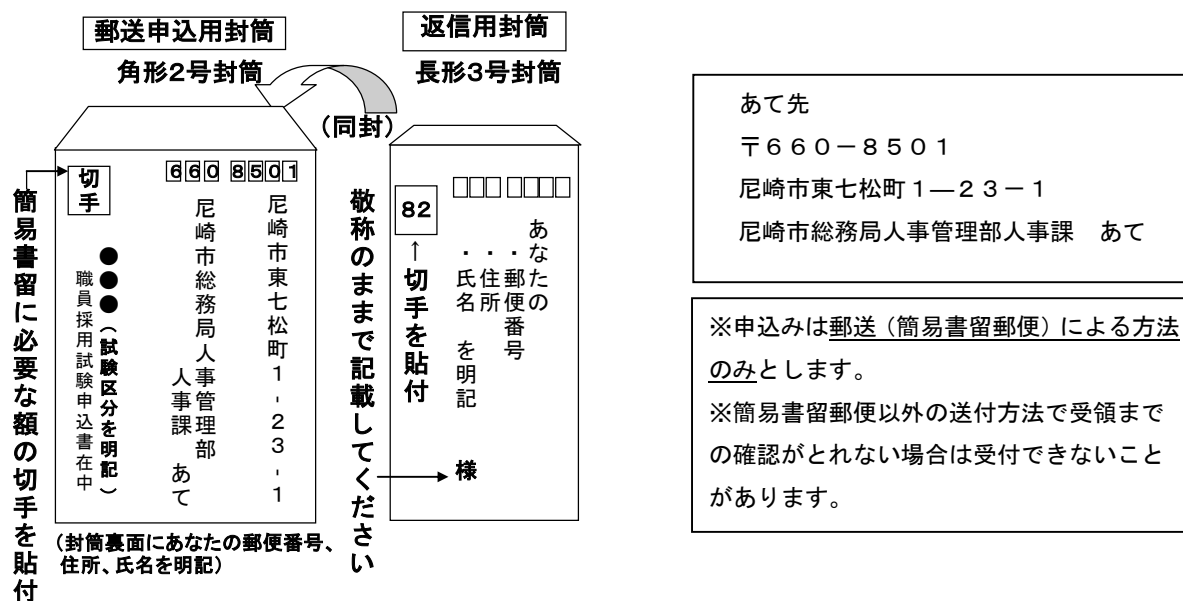 郵送申込用封筒
角形2号封筒
返信用封筒
長形3号封筒
(同封)
簡易書留に必要な額の切手を貼付
切手
660 8501
尼崎市東七松町1-23-1
尼崎市総務局人事管理部
人事課 あて
●●●(試験区分を明記)
職員採用試験申込書在中
(封筒裏面にあなたの郵便番号、
住所、氏名を明記)
敬称のままで記載してください
82
↑切手を貼付
あなたの
・郵便番号
・住所
・氏名 を明記
様
あて先
〒660-8501
尼崎市東七松町1―23-1
尼崎市総務局人事管理部人事課 あて
※申込みは郵送(簡易書留郵便)による方法
のみとします。
※簡易書留郵便以外の送付方法で受領まで
の確認がとれない場合は受付できないこと
があります。